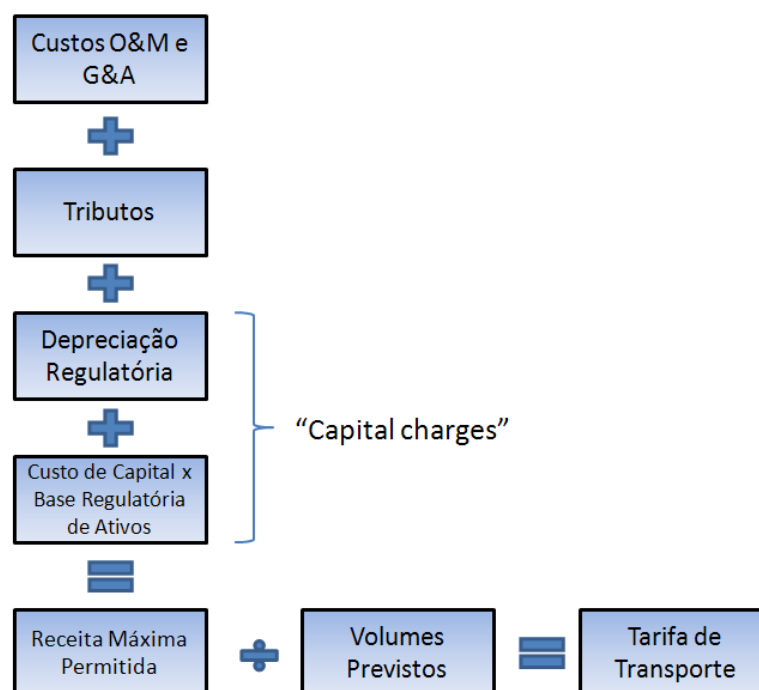 Custos O&M e
G&A
Tributos
Depreciação
Regulatória
"Capital charges"
Custo de Capital x
Base Regulatória
de Ativos
Receita Máxima
Permitida
Volumes
Previstos
Tarifa de
Transporte